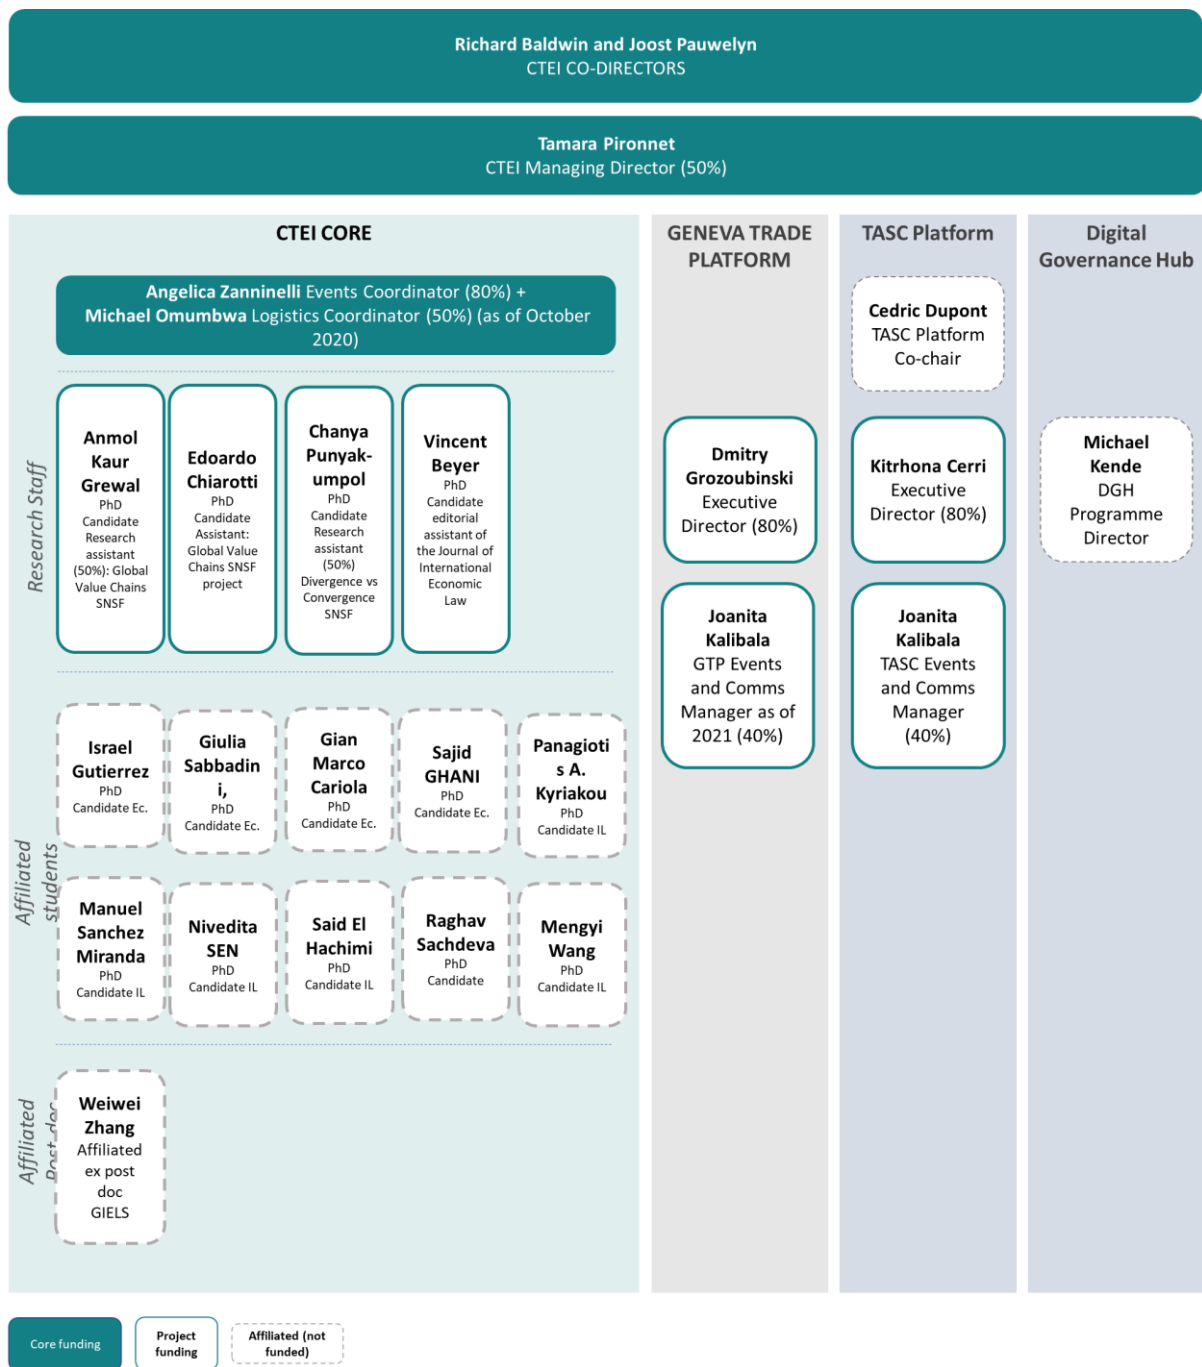 Richard Baldwin and Joost Pauwelyn
CTEI CO-DIRECTORS
Tamara Pironnet
CTEI Managing Director (50%)
CTEI CORE
Angelica Zanninelli Events Coordinator (80%) +
Michael Omumbwa Logistics Coordinator (50%) (as of October
2020)
Research Staff
Anmol
Kaur
Grewal
PhD
Candidate
Research
assistant
(50%): Global
Value Chains
SNSF
Edoardo
Chiarotti
PhD
Candidate
Assistant:
Global Value
Chains SNSF
project
Chanya
Punyak-
umpol
PhD
Candidate
Research
assistant (50%)
Divergence vs
Convergence
SNSF
Vincent
Beyer
PhD
Candidate
editorial
assistant of
the Journal of
International
Economic
Law
Affiliated
students
Israel
Gutierrez
PhD
Candidate Ec.
Giulia
Sabbadin
i,
PhD
Candidate Ec.
Gian
Marco
Cariola
PhD
Candidate Ec.
Sajid
GHANI
PhD
Candidate Ec.
Panagioti
s A.
Kyriakou
PhD
Candidate IL
Manuel
Sanchez
Miranda
PhD
Candidate IL
Nivedita
SEN
PhD
Candidate IL
Said El
Hachimi
PhD
Candidate IL
Raghav
Sachdeva
PhD
Candidate
Mengyi
Wang
PhD
Candidate IL
Affiliated
Post-doc
Weiwei
Zhang
Affiliated
ex post
doc
GIELS
GENEVA TRADE
PLATFORM
Dmitry
Grozoubinski
Executive
Director (80%)
Joanita
Kalibala
GTP Events
and Comms
Manager as of
2021 (40%)
TASC Platform
Cedric Dupont
TASC Platform
Co-chair
Kitrhona Cerri
Executive
Director (80%)
Joanita
Kalibala
TASC Events
and Comms
Manager
(40%)
Digital
Governance Hub
Michael
Kende
DGH
Programme
Director
Core funding
Project
funding
Affiliated (not
funded)